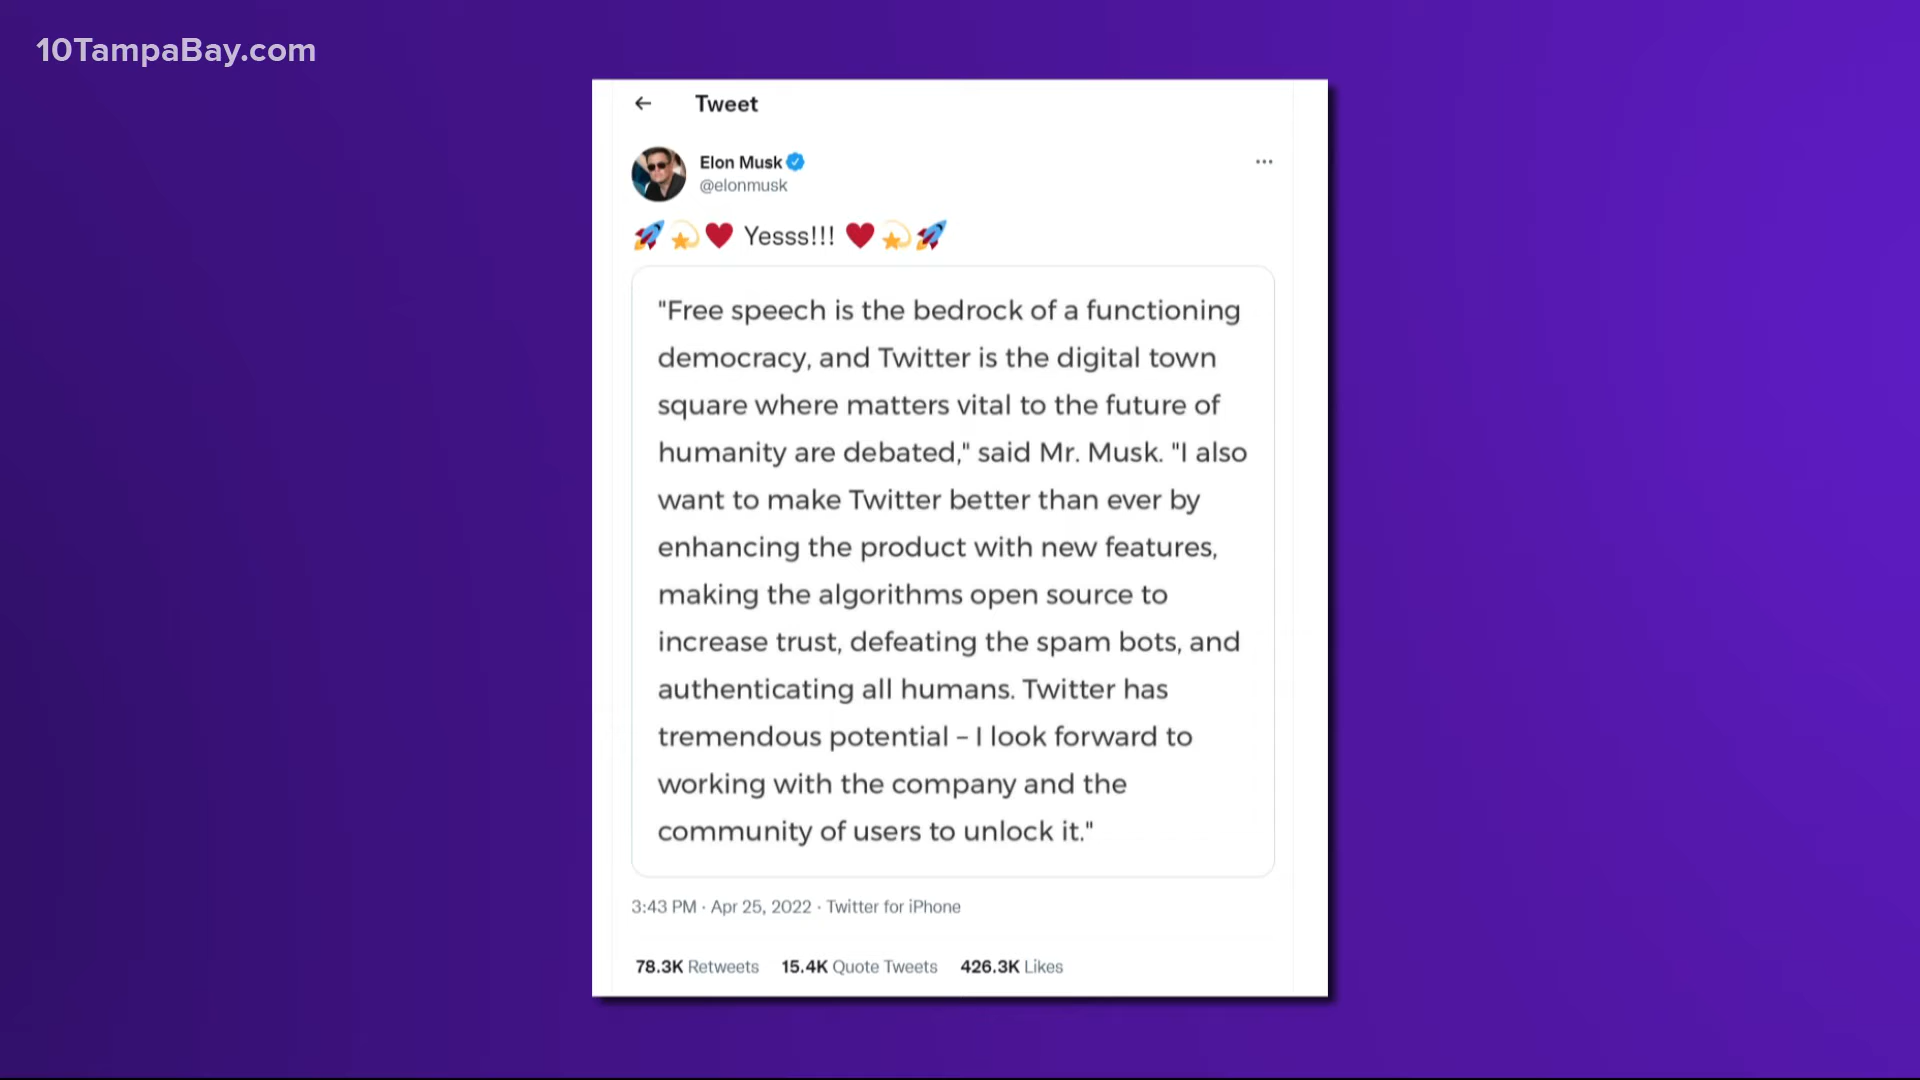 10TampaBay.com
← Tweet
Elon Musk
@elonmusk
🚀💫♥ Yesss!!! ♥💫🚀
"Free speech is the bedrock of a functioning
democracy, and Twitter is the digital town
square where matters vital to the future of
humanity are debated," said Mr. Musk. "I also
want to make Twitter better than ever by
enhancing the product with new features,
making the algorithms open source to
increase trust, defeating the spam bots, and
authenticating all humans. Twitter has
tremendous potential – I look forward to
working with the company and the
community of users to unlock it."
3:43 PM · Apr 25, 2022 · Twitter for iPhone
78.3K Retweets 15.4K Quote Tweets 426.3K Likes